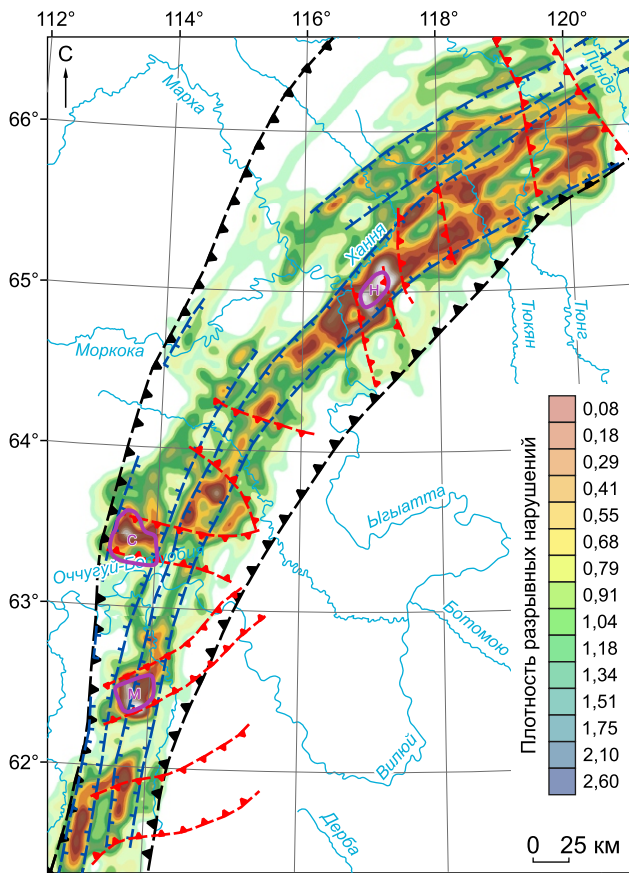 112° 114° 116° 118° 120°
С
Марха
Линде
66°
Хання
65°
Н
Моркока
Тюкян
Тюнг
64°
С
Ыгыатта
Оччугуй-Ботуобия
63°
Ботомою
М
62°
Вилюй
Дерба
Плотность разрывных нарушений
0,08
0,18
0,29
0,41
0,55
0,68
0,79
0,91
1,04
1,18
1,34
1,51
1,75
2,10
2,60
0 25 км